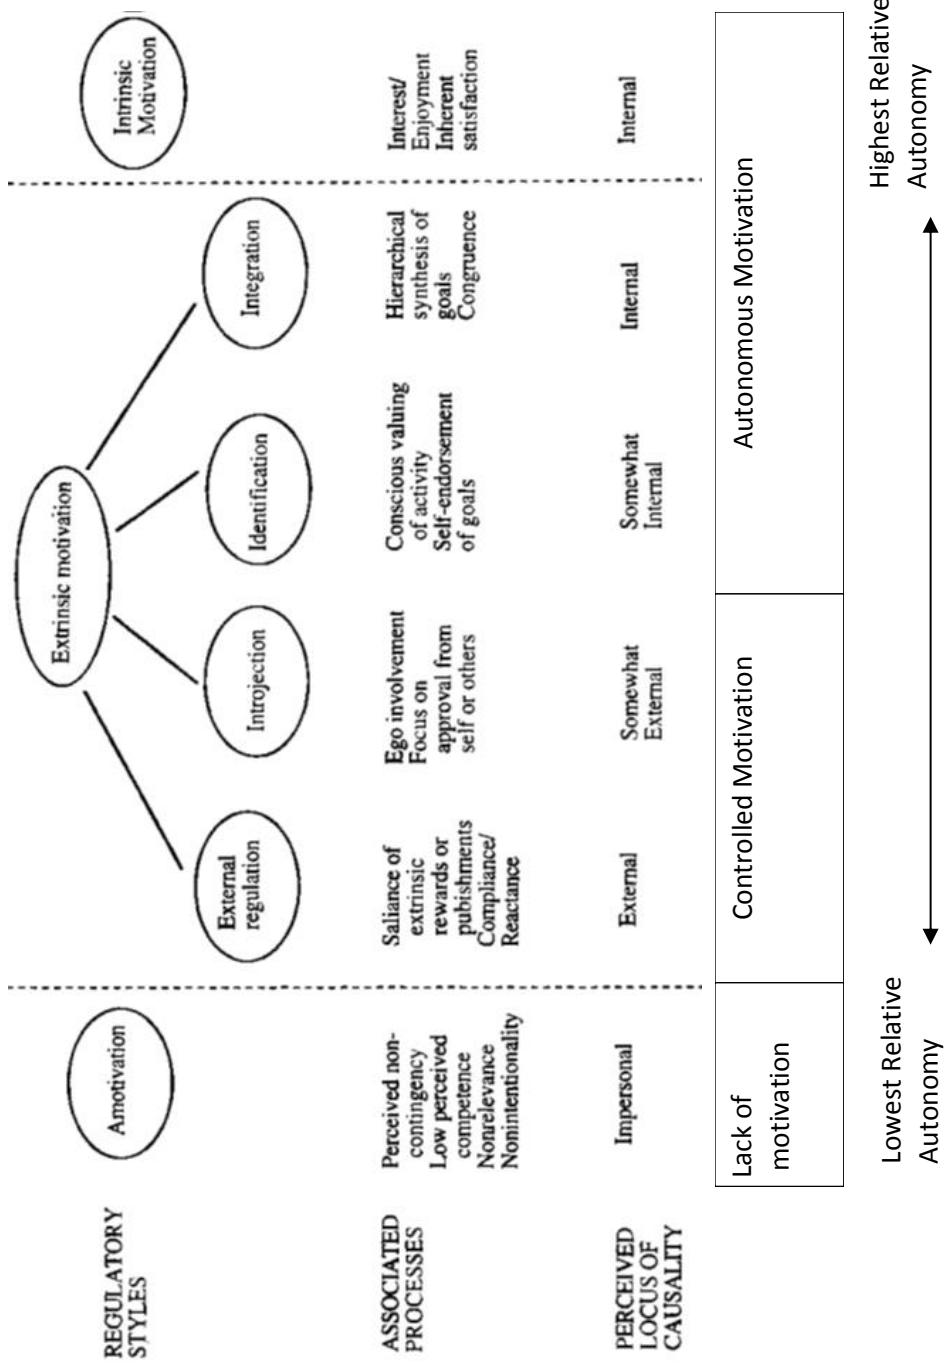 REGULATORY
STYLES
Amotivation
Extrinsic motivation
External
regulation
Introjection
Identification
Integration
Intrinsic
Motivation
ASSOCIATED
PROCESSES
Perceived non-
contingency
Low perceived
competence
Nonrelevance
Nonintentionality
Saliance of
extrinsic
rewards or
pubishments
Compliance/
Reactance
Ego involvement
Focus on
approval from
self or others
Conscious valuing
of activity
Self-endorsement
of goals
Hierarchical
synthesis of
goals
Congruence
Interest/
Enjoyment
Inherent
satisfaction
PERCEIVED
LOCUS OF
CAUSALITY
Impersonal
External
Somewhat
External
Somewhat
Internal
Internal
Internal
Lack of
motivation
Controlled Motivation
Autonomous Motivation
Lowest Relative
Autonomy
Highest Relative
Autonomy